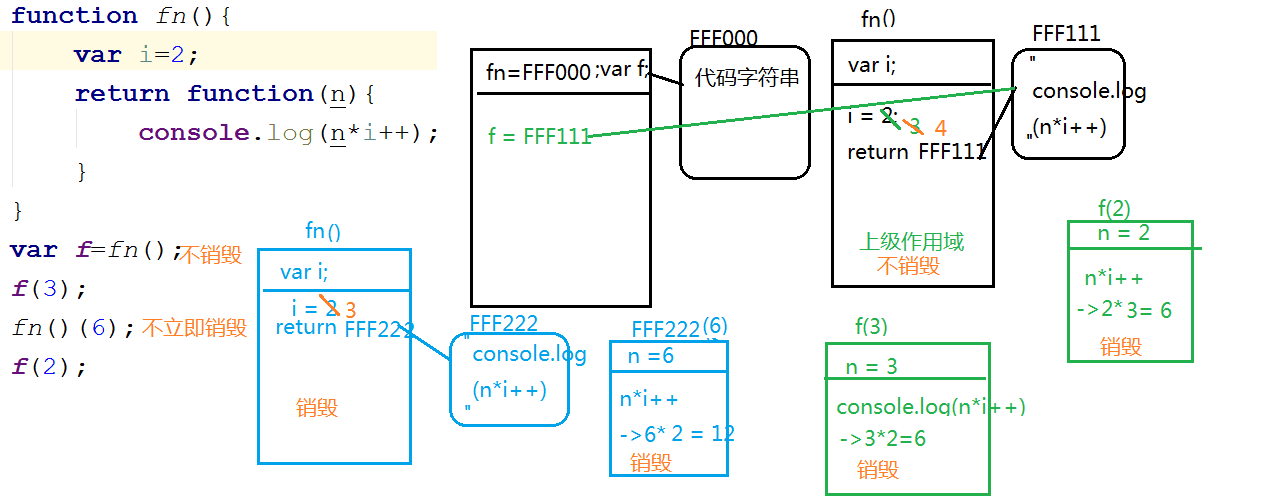 function fn(){
var i=2;
return function(n){
console.log(n*i++);
}
}
var f=fn();不销毁
f(3);
fn()(6);不立即销毁
f(2);
fn=FFF000 ;var f;
f = FFF111
FFF000
代码字符串
fn()
var i;
i = 2; 3 4
return FFF111
上级作用域
不销毁
FFF111
"
console.log
(n*i++)
"
fn()
var i;
i = 2 3
return FFF222
销毁
FFF222
"
console.log
(n*i++)
"
FFF222(6)
n =6
n*i++
->6* 2 = 12
销毁
f(3)
n = 3
console.log(n*i++)
->3*2=6
销毁
f(2)
n = 2
n*i++
->2* 3= 6
销毁